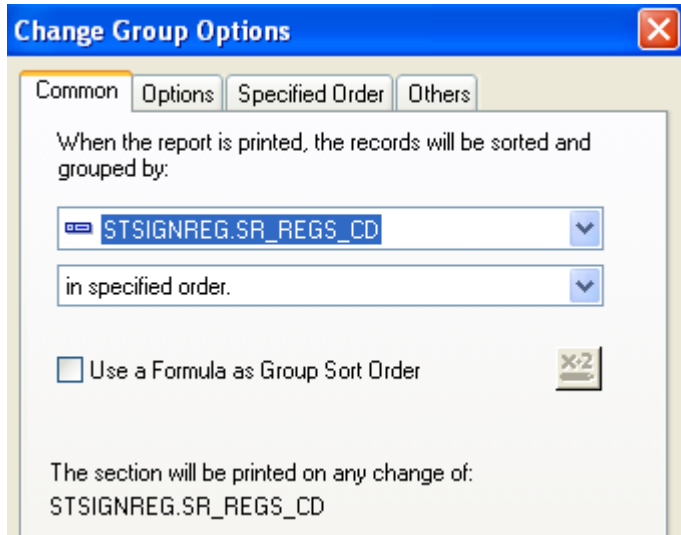 Change Group Options
Common Options Specified Order Others
When the report is printed, the records will be sorted and
grouped by:
STSIGNREG.SR_REGS_CD
in specified order.
Use a Formula as Group Sort Order
X+2
The section will be printed on any change of:
STSIGNREG.SR_REGS_CD